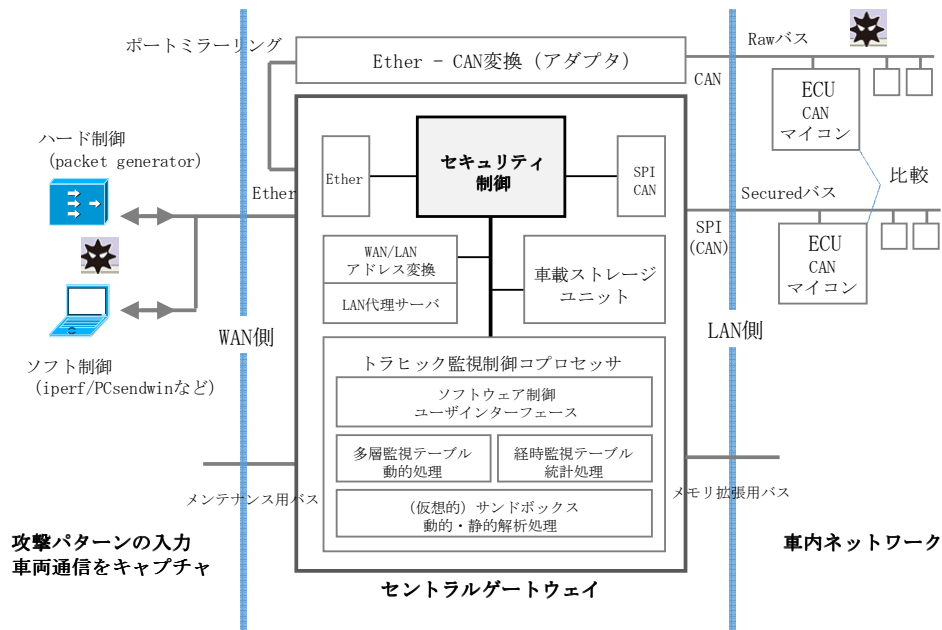 ポートミラーリング
Ether - CAN変換（アダプタ）
Rawバス
CAN
ECU
CAN
マイコン
ハード制御
(packet generator)
Ether
セキュリティ
制御
SPI
CAN
比較
Ether
Securedバス
SPI
(CAN)
WAN/LAN
アドレス変換
LAN代理サーバ
車載ストレージ
ユニット
ECU
CAN
マイコン
WAN側
LAN側
ソフト制御
(iperf/PCsendwinなど)
トラヒック監視制御コプロセッサ
ソフトウェア制御
ユーザインターフェース
多層監視テーブル
動的処理
経時監視テーブル
統計処理
メンテナンス用バス
メモリ拡張用バス
(仮想的）サンドボックス
動的・静的解析処理
攻撃パターンの入力
車両通信をキャプチャ
車内ネットワーク
セントラルゲートウェイ